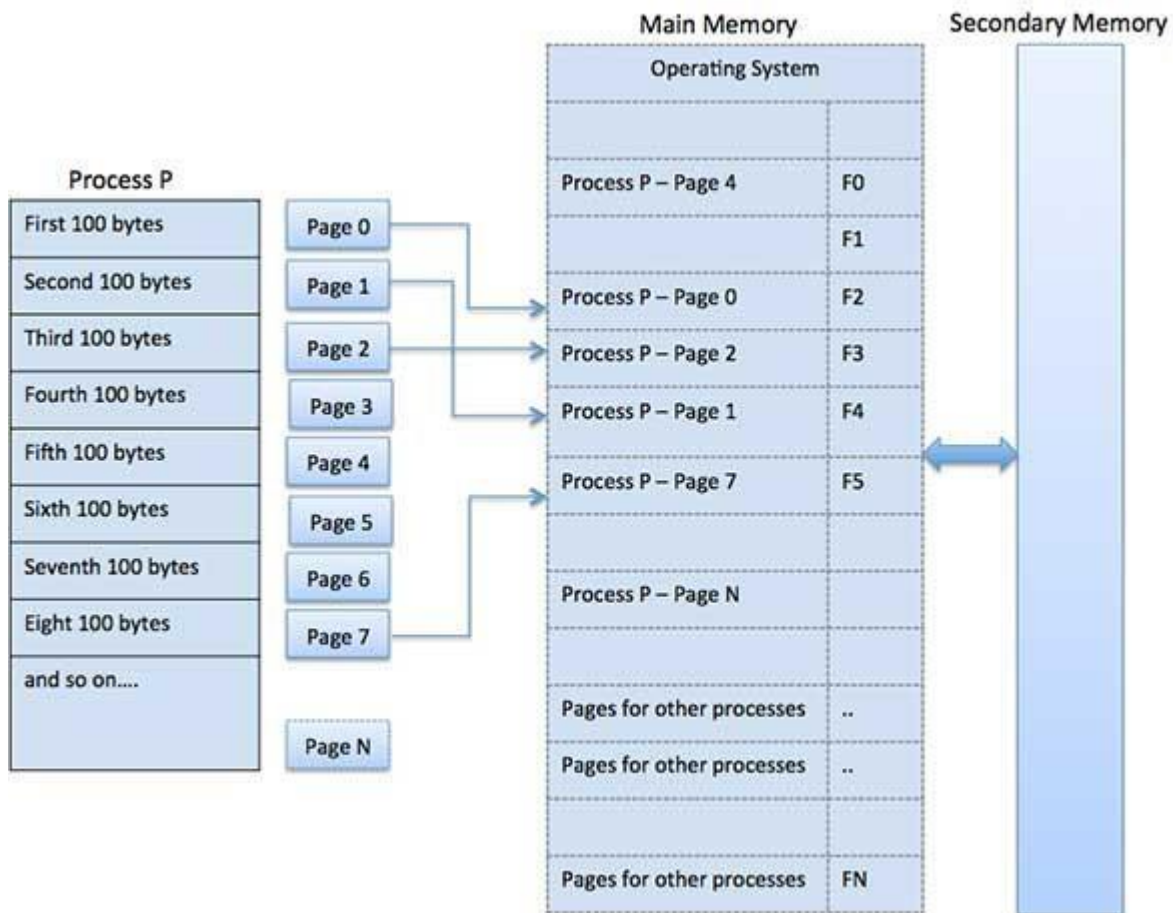 Main Memory
Secondary Memory
Operating System
Process P
First 100 bytes
Second 100 bytes
Third 100 bytes
Fourth 100 bytes
Fifth 100 bytes
Sixth 100 bytes
Seventh 100 bytes
Eight 100 bytes
and so on....
Page 0
Page 1
Page 2
Page 3
Page 4
Page 5
Page 6
Page 7
Page N
Process P – Page 4 F0
F1
Process P – Page 0 F2
Process P – Page 2 F3
Process P – Page 1 F4
Process P – Page 7 F5
Process P – Page N
Pages for other processes ..
Pages for other processes ..
Pages for other processes FN